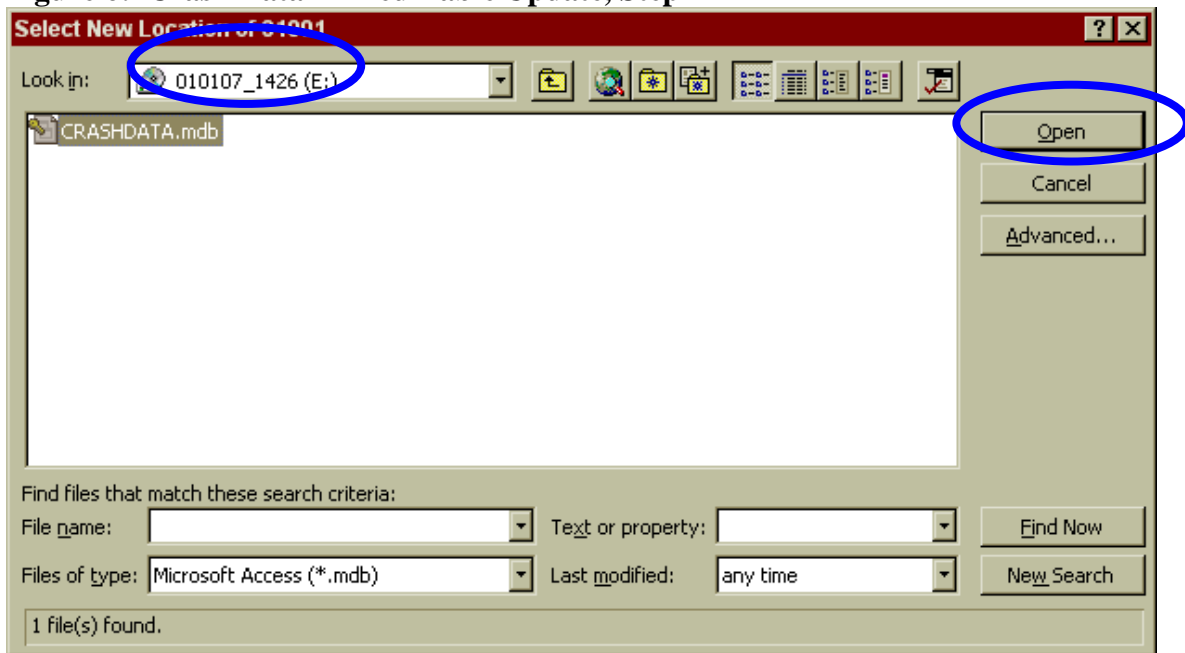 Select New Location of
? ×
Look in: 010107_1426 (E:)
CRASHDATA.mdb
Open
Cancel
Advanced...
Find files that match these search criteria:
File name: Text or property: Find Now
Files of type: Microsoft Access (*.mdb) Last modified: any time New Search
1 file(s) found.